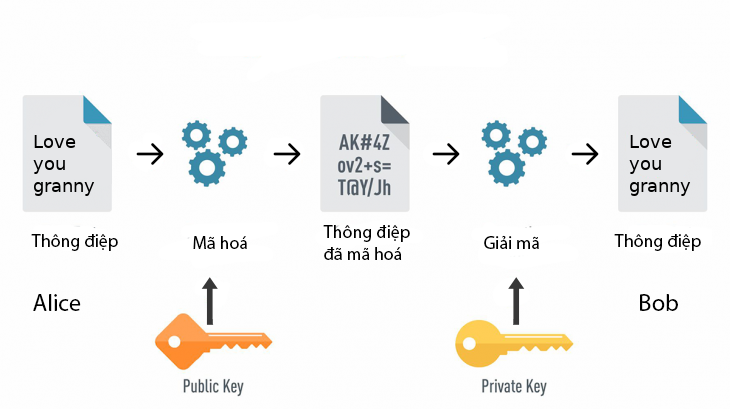 Love
you
granny
AK#4Z
ov2+s=
T@Y/Jh
Love
you
granny
Thông điệp
Mã hoá
Thông điệp
đã mã hoá
Giải mã
Thông điệp
Alice
Bob
Public Key
Private Key